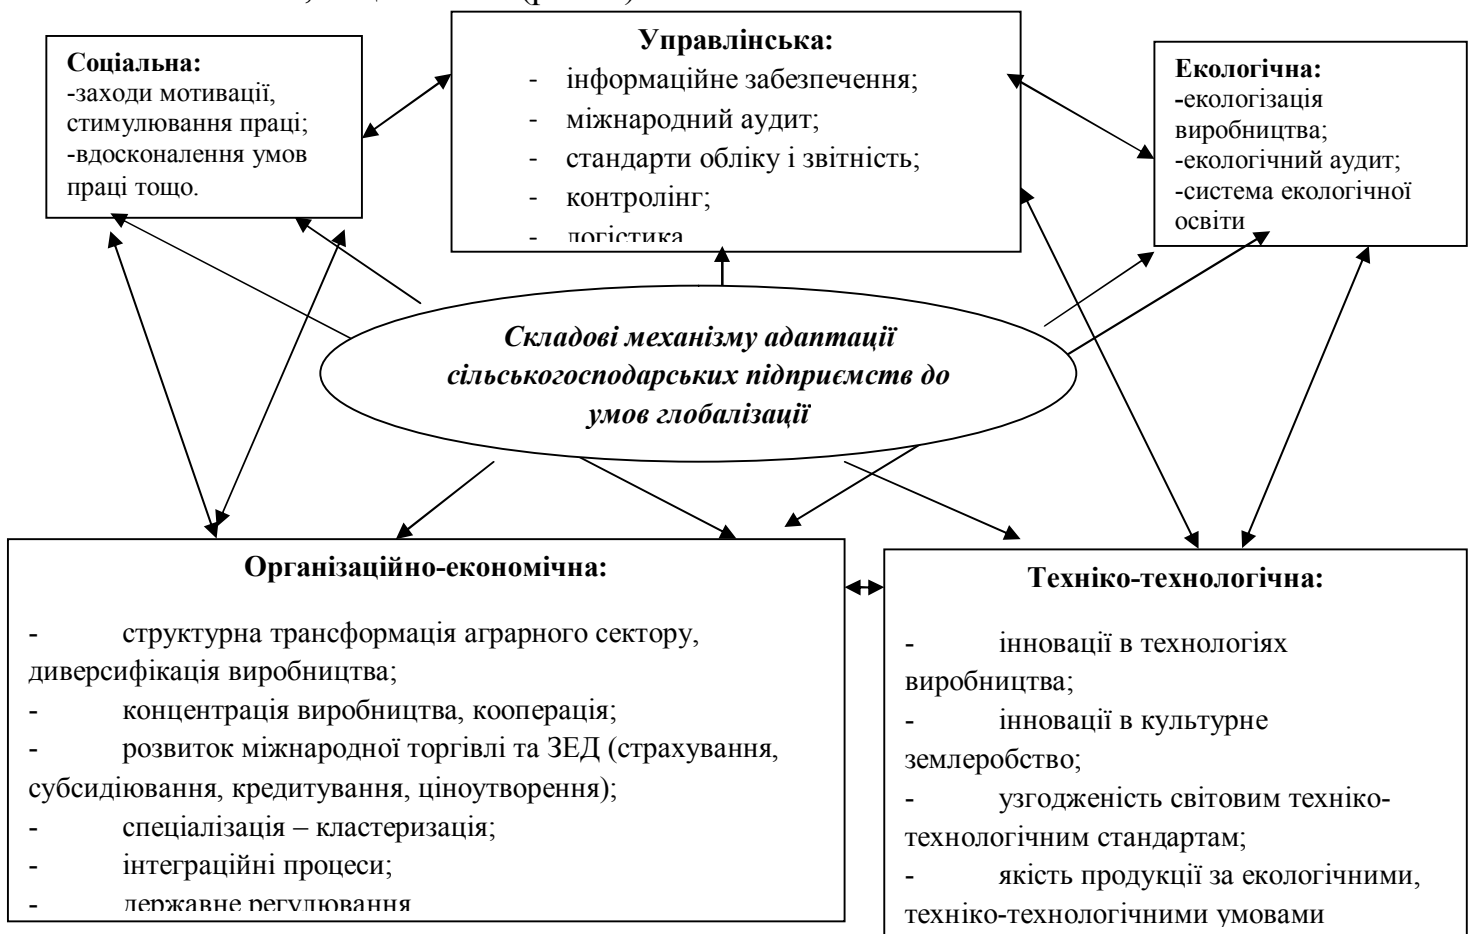 Управлінська:
- інформаційне забезпечення;
- міжнародний аудит;
- стандарти обліку і звітність;
- контролінг;
- логістика
Соціальна:
-заходи мотивації,
стимулювання праці;
-вдосконалення умов
праці тощо.
Екологічна:
-екологізація
виробництва;
-екологічний аудит;
-система екологічної
освіти
Складові механізму адаптації
сільськогосподарських підприємств до
умов глобалізації
Організаційно-економічна:
- структурна трансформація аграрного сектору,
диверсифікація виробництва;
- концентрація виробництва, кооперація;
- розвиток міжнародної торгівлі та ЗЕД (страхування,
субсидіювання, кредитування, ціноутворення);
- спеціалізація – кластеризація;
- інтеграційні процеси;
- державне регулювання
Техніко-технологічна:
- інновації в технологіях
виробництва;
- інновації в культурне
землеробство;
- узгодженість світовим техніко-
технологічним стандартам;
- якість продукції за екологічними,
техніко-технологічними умовами